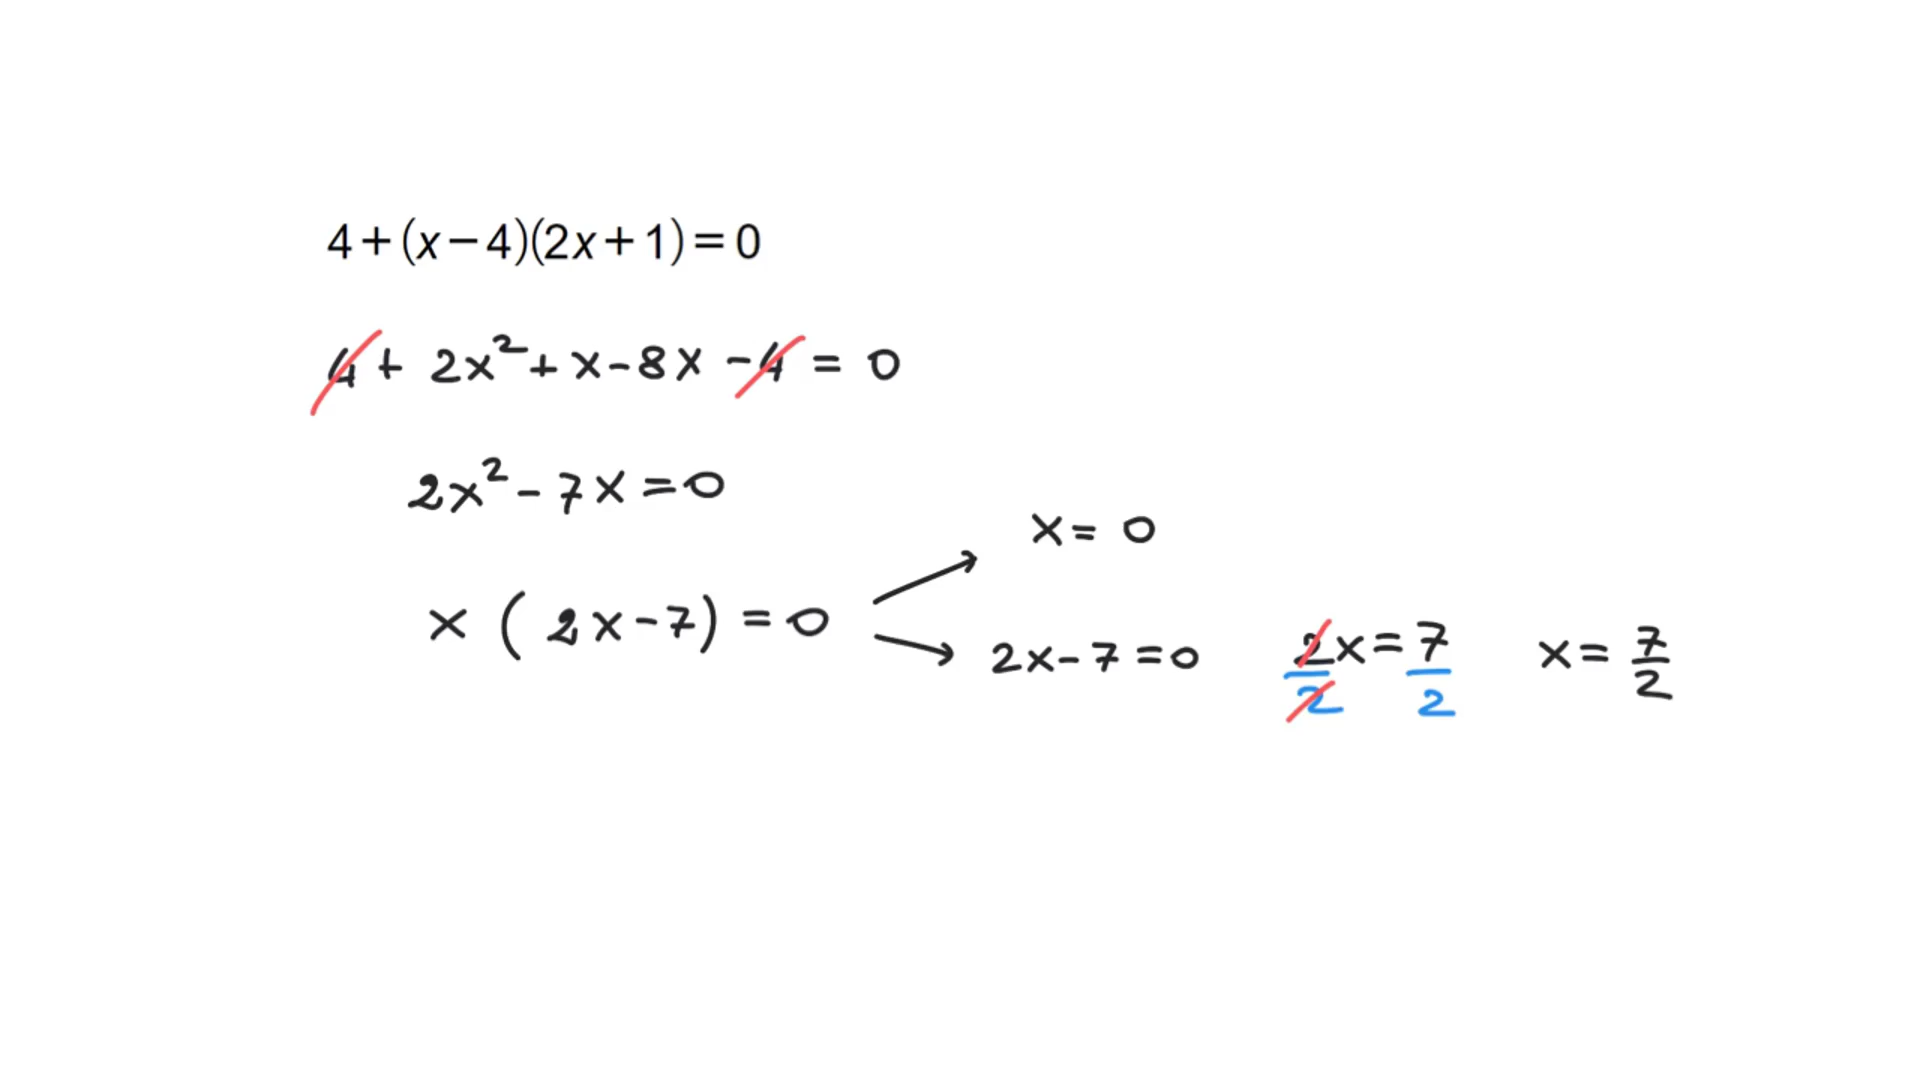 4+(x−4)(2x+1)=0
4 + 2x² + x - 8x - 4 = 0
2x² - 7x = 0
x ( 2x - 7 ) = 0
x = 0
2x - 7 = 0   2x/2 = 7/2   x = 7/2